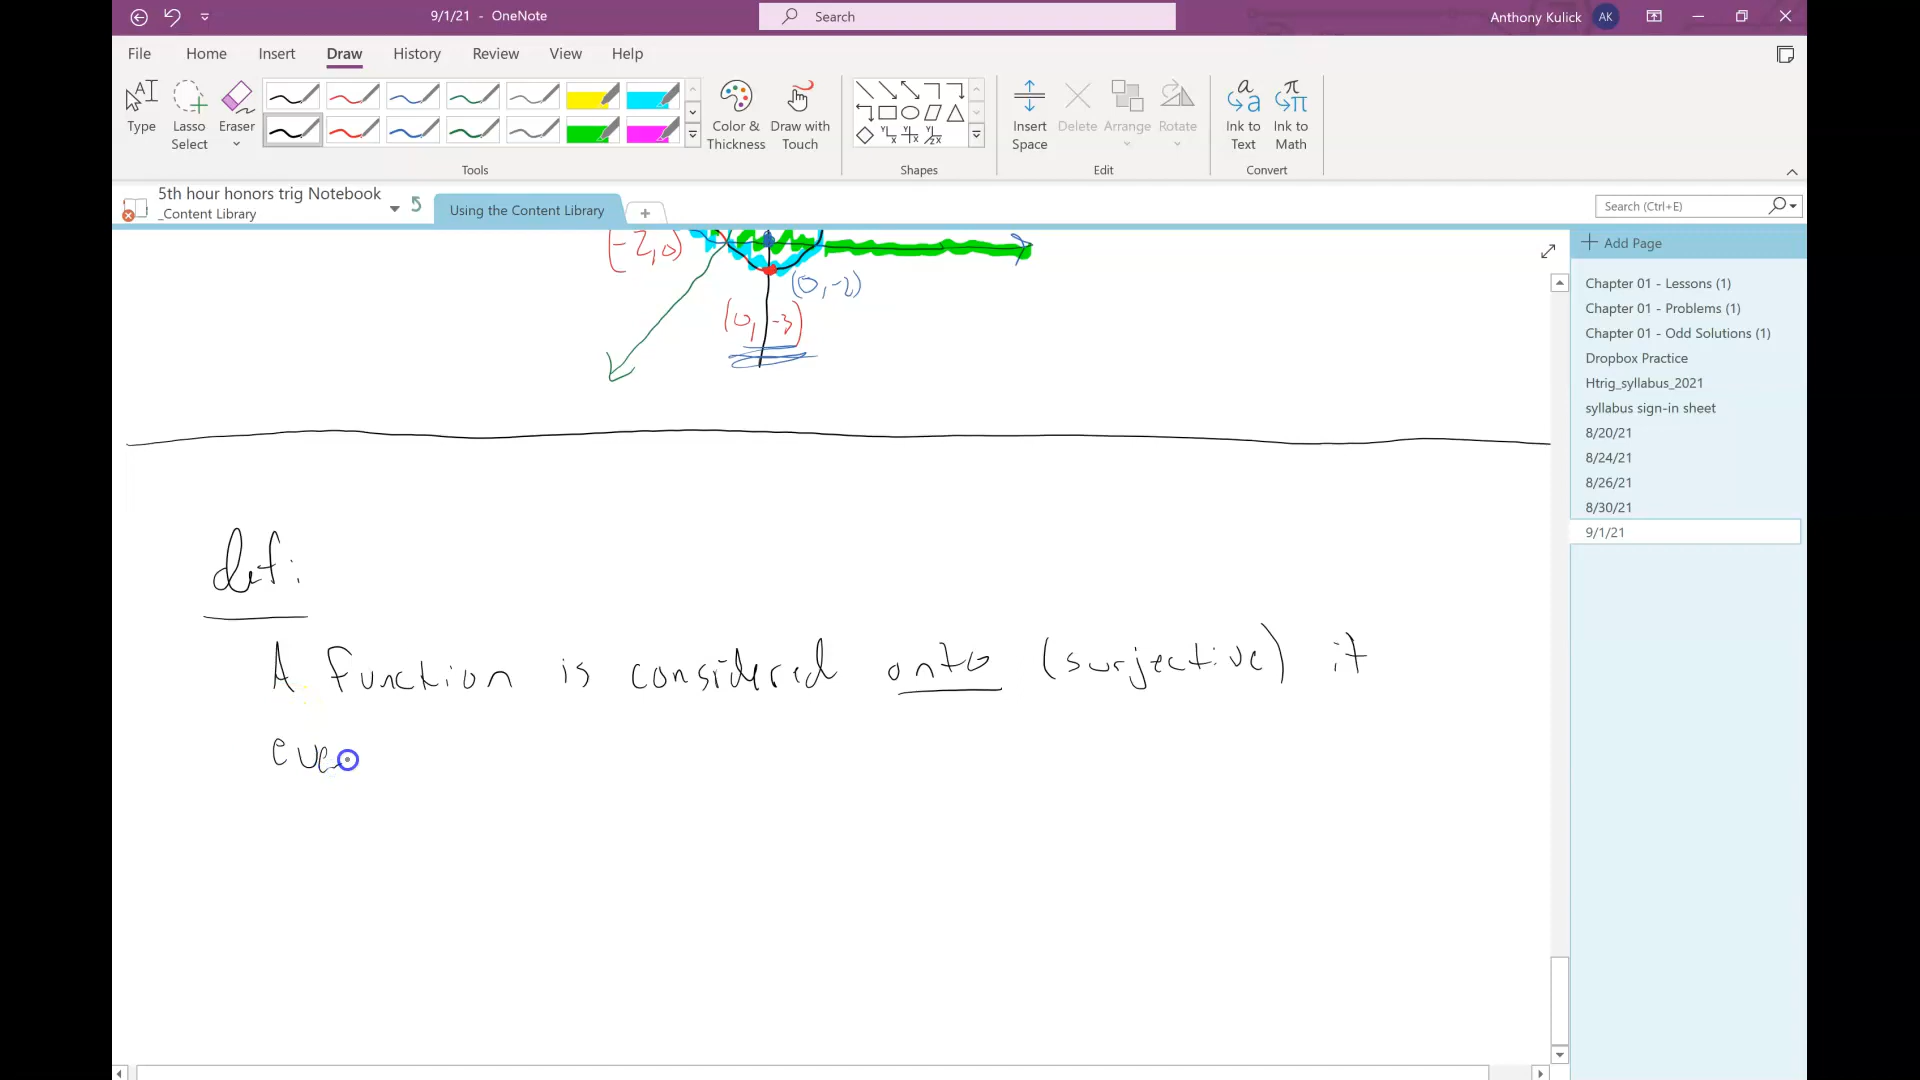 9/1/21 - OneNote
Search
Anthony Kulick AK
File Home Insert Draw History Review View Help
Type
Lasso Select
Eraser
Color & Thickness
Draw with Touch
Insert Space
Delete
Arrange
Rotate
Ink to Text
Ink to Math
Tools
Shapes
Edit
Convert
5th hour honors trig Notebook
_Content Library
Using the Content Library
Search (Ctrl+E)
Add Page
Chapter 01 - Lessons (1)
Chapter 01 - Problems (1)
Chapter 01 - Odd Solutions (1)
Dropbox Practice
Htrig_syllabus_2021
syllabus sign-in sheet
8/20/21
8/24/21
8/26/21
8/30/21
9/1/21
(-2,0)
(0,-2)
(0,-3)
def:
A function is considered onto (surjective) if
eve